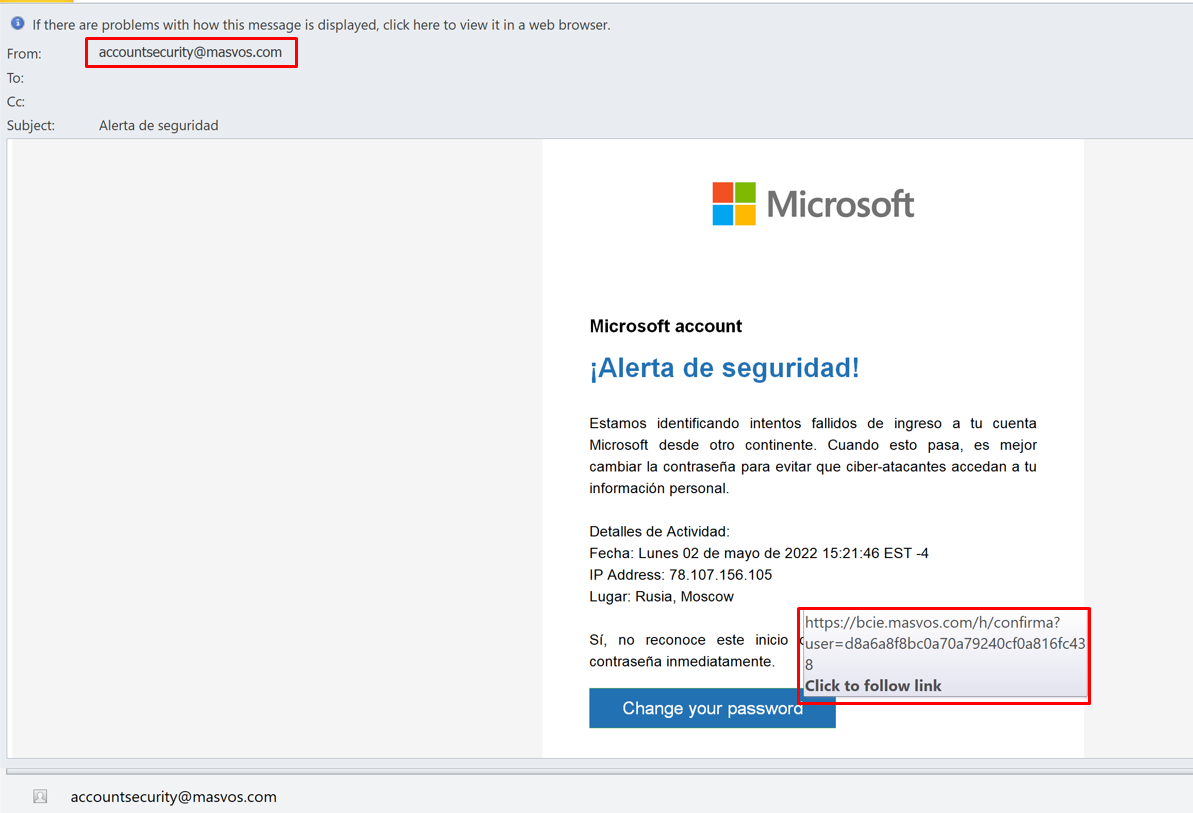 If there are problems with how this message is displayed, click here to view it in a web browser.
From: accountsecurity@masvos.com
To:
Cc:
Subject: Alerta de seguridad
Microsoft
Microsoft account
¡Alerta de seguridad!
Estamos identificando intentos fallidos de ingreso a tu cuenta
Microsoft desde otro continente. Cuando esto pasa, es mejor
cambiar la contraseña para evitar que ciber-atacantes accedan a tu
información personal.
Detalles de Actividad:
Fecha: Lunes 02 de mayo de 2022 15:21:46 EST -4
IP Address: 78.107.156.105
Lugar: Rusia, Moscow
Sí, no reconoce este inicio
contraseña inmediatamente.
https://bcie.masvos.com/h/confirma?
user=d8a6a8f8bc0a70a79240cf0a816fc43
8
Click to follow link
Change your password
accountsecurity@masvos.com